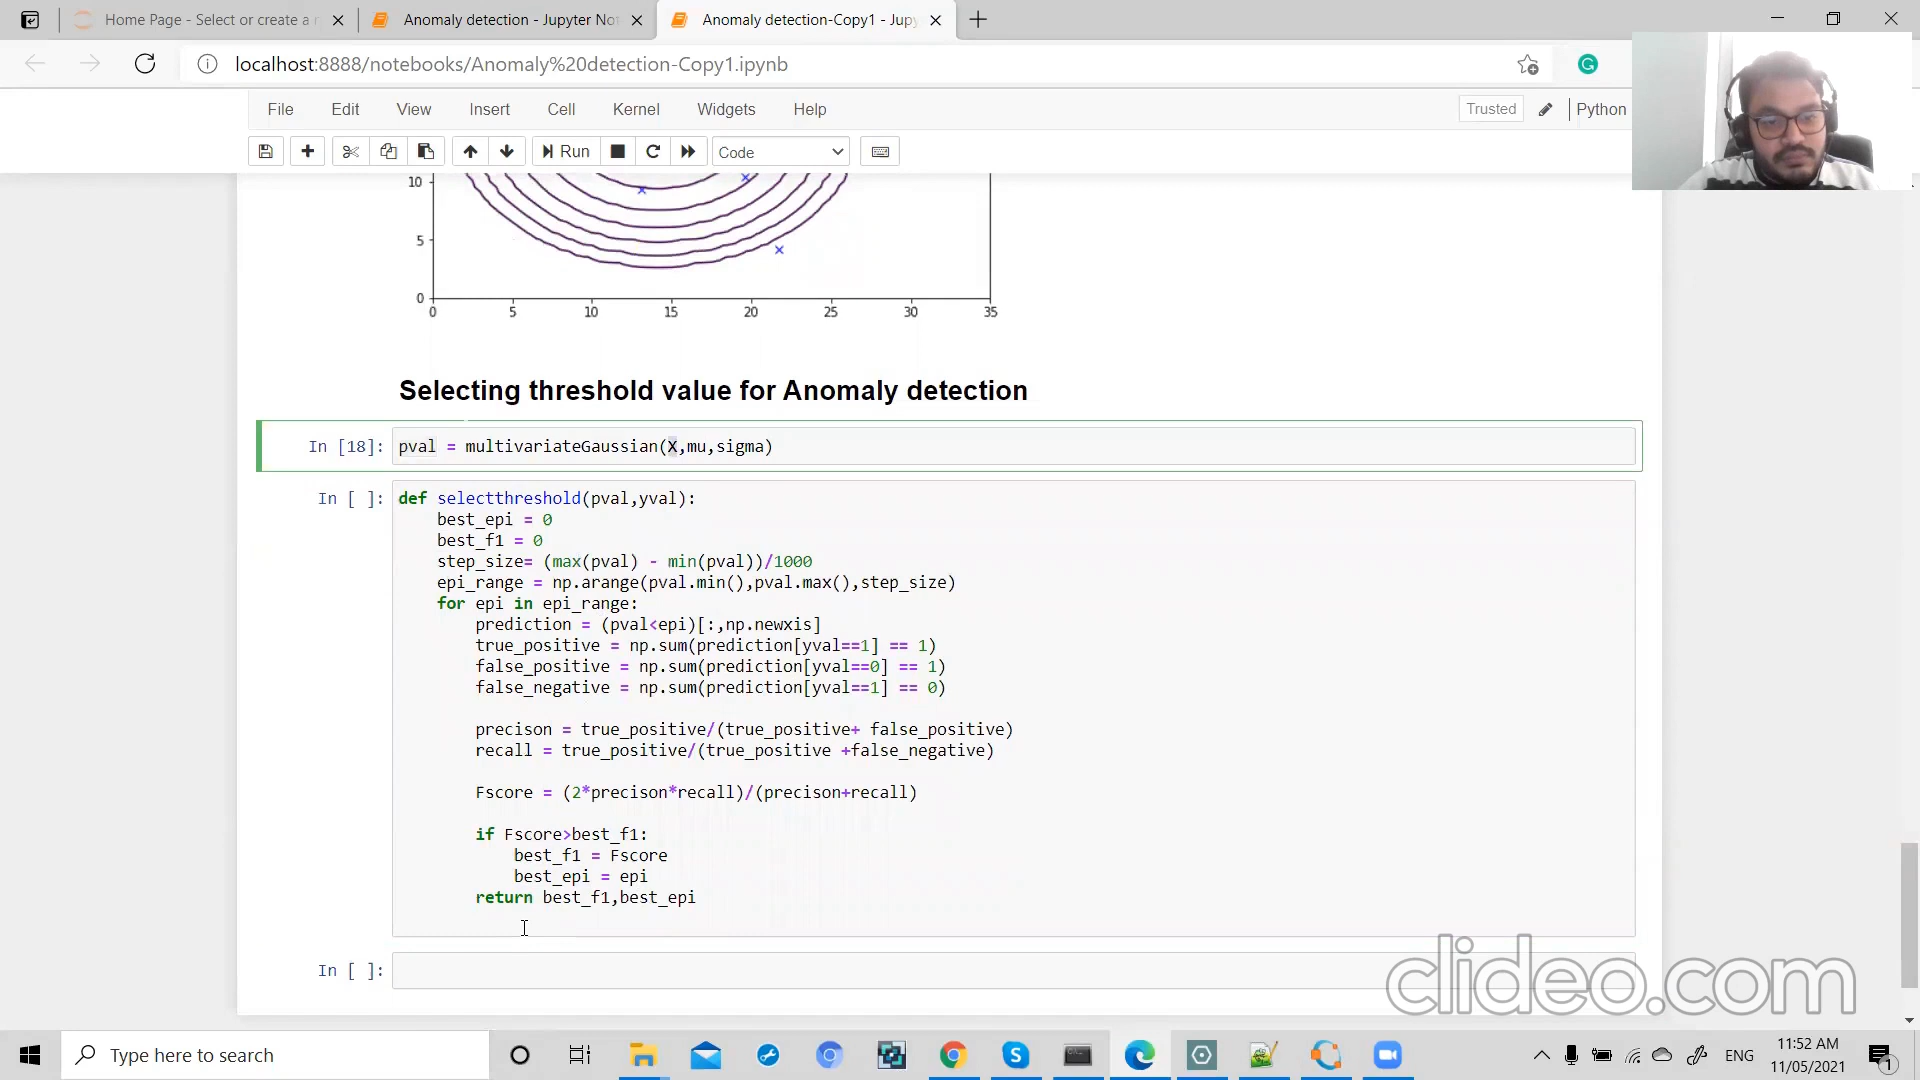 Home Page - Select or create a n
Anomaly detection - Jupyter Not
Anomaly detection-Copy1 - Jupy
localhost:8888/notebooks/Anomaly%20detection-Copy1.ipynb
File Edit View Insert Cell Kernel Widgets Help
Trusted
Python
Run
Code
10
5
0
0 5 10 15 20 25 30 35
Selecting threshold value for Anomaly detection
In [18]: pval = multivariateGaussian(X,mu,sigma)
In [ ]: def selectthreshold(pval,yval):
best_epi = 0
best_f1 = 0
step_size= (max(pval) - min(pval))/1000
epi_range = np.arange(pval.min(),pval.max(),step_size)
for epi in epi_range:
prediction = (pval<epi)[:,np.newxis]
true_positive = np.sum(prediction[yval==1] == 1)
false_positive = np.sum(prediction[yval==0] == 1)
false_negative = np.sum(prediction[yval==1] == 0)
precison = true_positive/(true_positive+ false_positive)
recall = true_positive/(true_positive +false_negative)
Fscore = (2*precison*recall)/(precison+recall)
if Fscore>best_f1:
best_f1 = Fscore
best_epi = epi
return best_f1,best_epi
In [ ]:
clideo.com
Type here to search
ENG
11:52 AM
11/05/2021
1